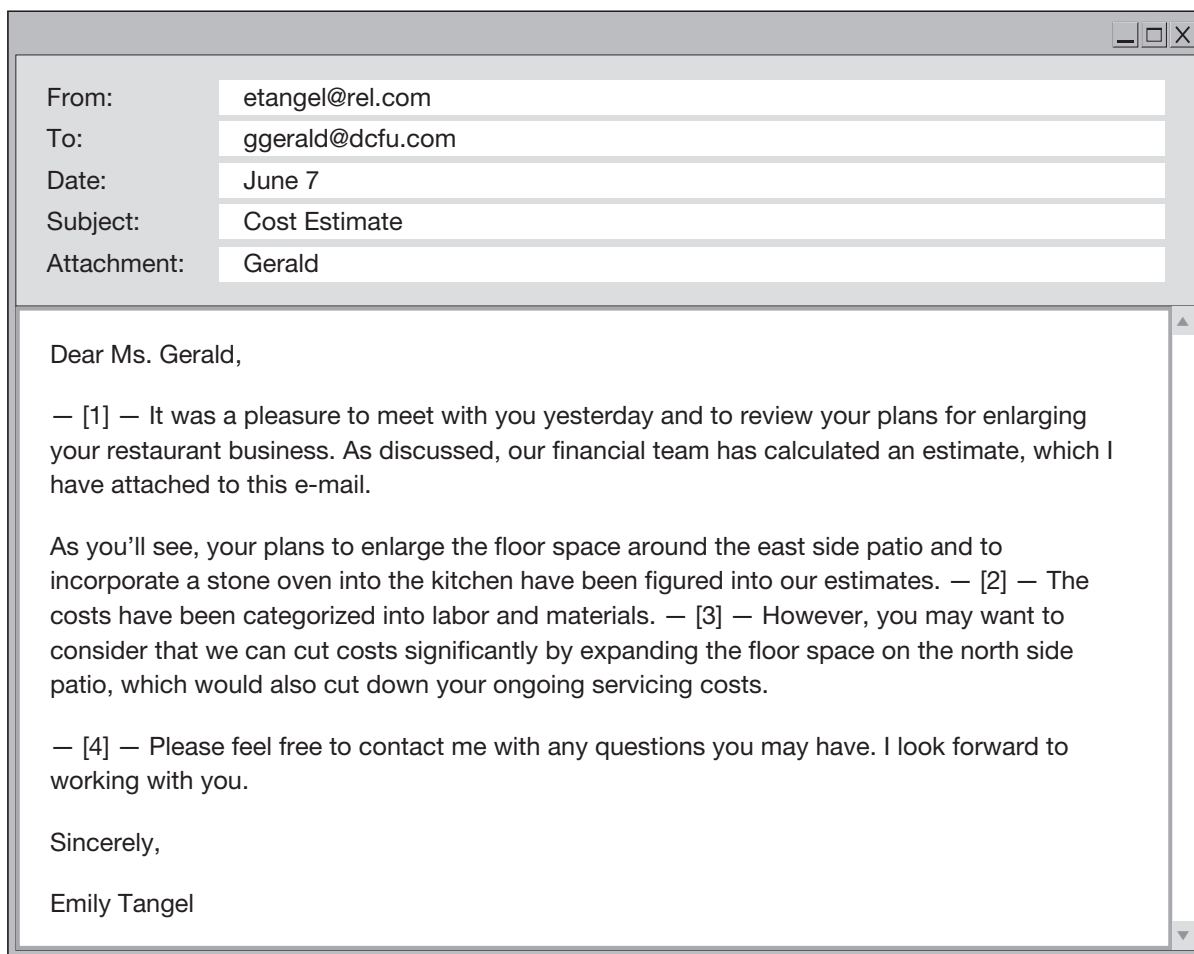 From: etangel@rel.com
To: ggerald@dcfu.com
Date: June 7
Subject: Cost Estimate
Attachment: Gerald
Dear Ms. Gerald,
— [1] — It was a pleasure to meet with you yesterday and to review your plans for enlarging
your restaurant business. As discussed, our financial team has calculated an estimate, which I
have attached to this e-mail.
As you’ll see, your plans to enlarge the floor space around the east side patio and to
incorporate a stone oven into the kitchen have been figured into our estimates. — [2] — The
costs have been categorized into labor and materials. — [3] — However, you may want to
consider that we can cut costs significantly by expanding the floor space on the north side
patio, which would also cut down your ongoing servicing costs.
— [4] — Please feel free to contact me with any questions you may have. I look forward to
working with you.
Sincerely,
Emily Tangel